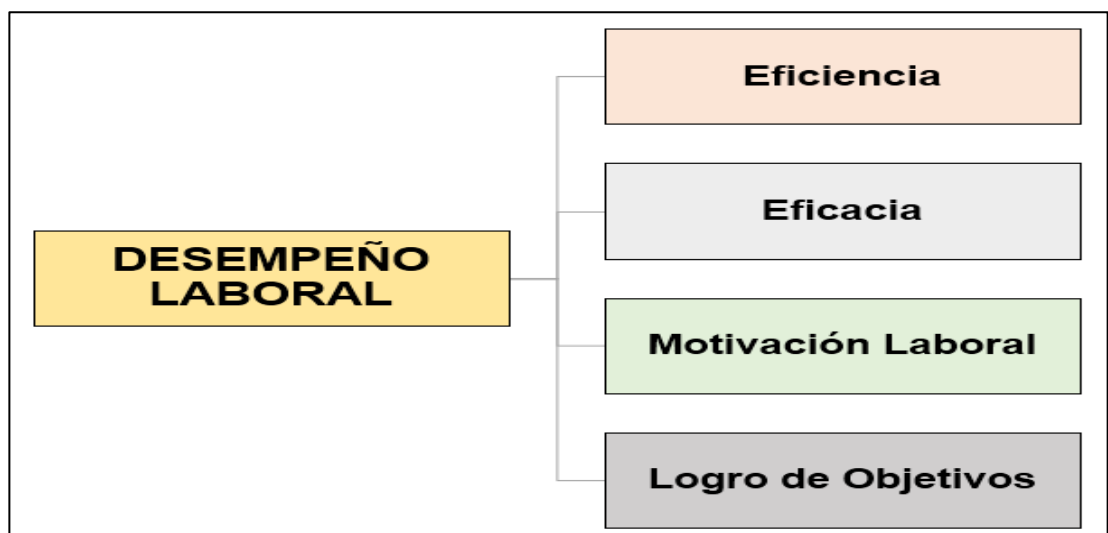 DESEMPEÑO
LABORAL
Eficiencia
Eficacia
Motivación Laboral
Logro de Objetivos